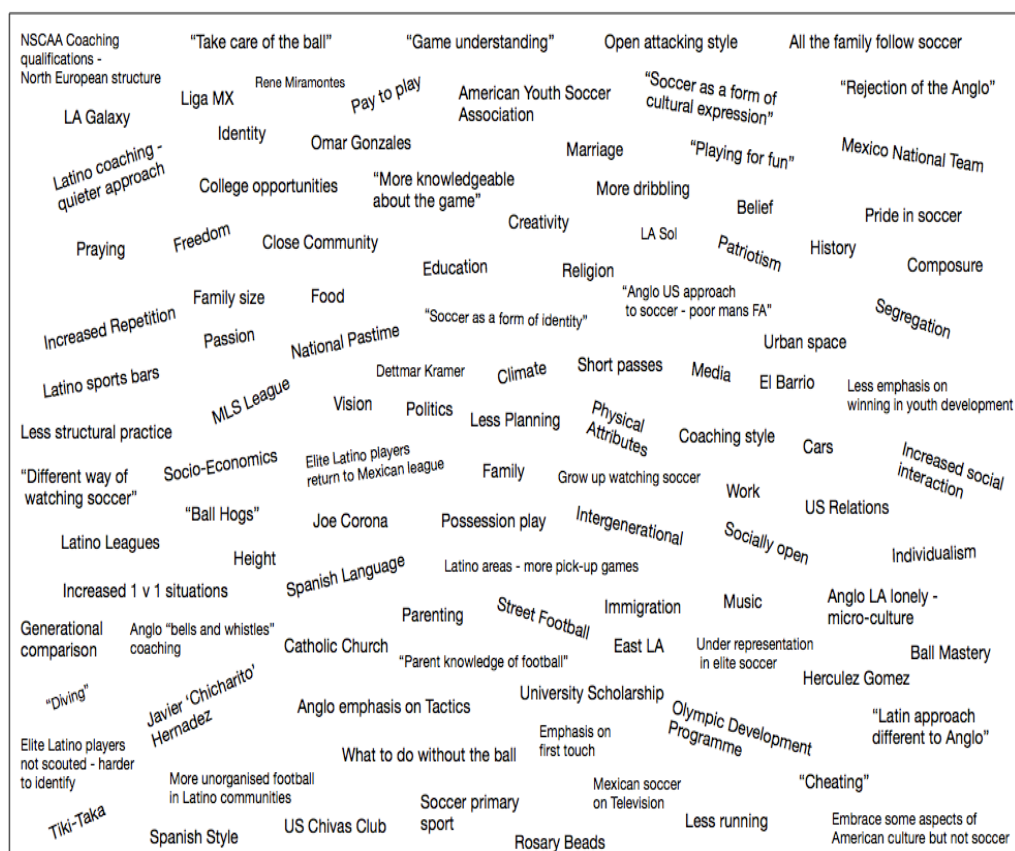 NSCAA Coaching
qualifications -
North European structure
“Take care of the ball”
“Game understanding”
Open attacking style
All the family follow soccer
LA Galaxy
Liga MX
Rene Miramontes
Pay to play
American Youth Soccer
Association
“Soccer as a form of
cultural expression”
“Rejection of the Anglo”
Identity
Omar Gonzales
Marriage
“Playing for fun”
Mexico National Team
Latino coaching -
quieter approach
College opportunities
“More knowledgeable
about the game”
More dribbling
Belief
Pride in soccer
Creativity
LA Sol
Praying
Freedom
Close Community
Patriotism
History
Composure
Education
Religion
Family size
Food
“Anglo US approach
to soccer - poor mans FA”
Segregation
Increased Repetition
Passion
National Pastime
“Soccer as a form of identity”
Urban space
Latino sports bars
MLS League
Dettmar Kramer
Climate
Short passes
Media
El Barrio
Less emphasis on
winning in youth development
Vision
Politics
Less Planning
Physical
Attributes
Less structural practice
Coaching style
Cars
Increased social
interaction
“Different way of
watching soccer”
Socio-Economics
Elite Latino players
return to Mexican league
Family
Grow up watching soccer
Work
US Relations
“Ball Hogs”
Joe Corona
Possession play
Intergenerational
Socially open
Individualism
Latino Leagues
Height
Spanish Language
Latino areas - more pick-up games
Increased 1 v 1 situations
Parenting
Street Football
Immigration
Music
Anglo LA lonely -
micro-culture
Generational
comparison
Anglo “bells and whistles”
coaching
Catholic Church
East LA
Under representation
in elite soccer
Ball Mastery
“Parent knowledge of football”
Herculez Gomez
“Diving”
Javier ‘Chicharito’
Hernadez
Anglo emphasis on Tactics
University Scholarship
Olympic Development
Programme
“Latin approach
different to Anglo”
Elite Latino players
not scouted - harder
to identify
What to do without the ball
Emphasis on
first touch
More unorganised football
in Latino communities
Mexican soccer
on Television
“Cheating”
Tiki-Taka
Spanish Style
US Chivas Club
Soccer primary
sport
Rosary Beads
Less running
Embrace some aspects of
American culture but not soccer